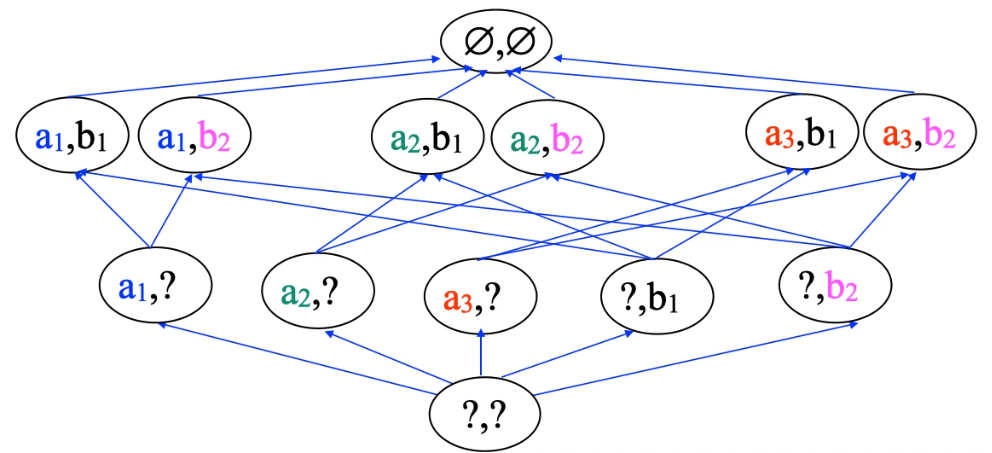 ∅,∅
a₁,b₁ a₁,b₂ a₂,b₁ a₂,b₂ a₃,b₁ a₃,b₂
a₁,? a₂,? a₃,? ?,b₁ ?,b₂
?,?